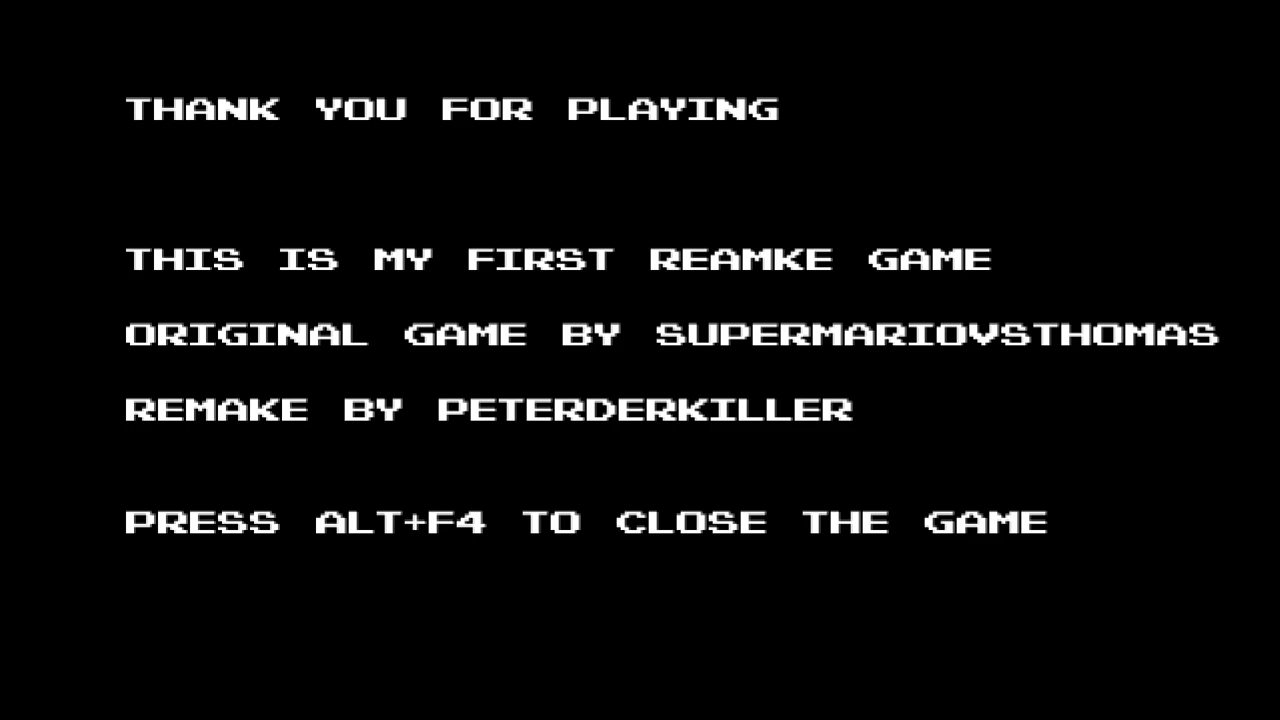 THANK YOU FOR PLAYING
THIS IS MY FIRST REAMKE GAME
ORIGINAL GAME BY SUPERMARIOVSTHOMAS
REMAKE BY PETERDERKILLER
PRESS ALT+F4 TO CLOSE THE GAME